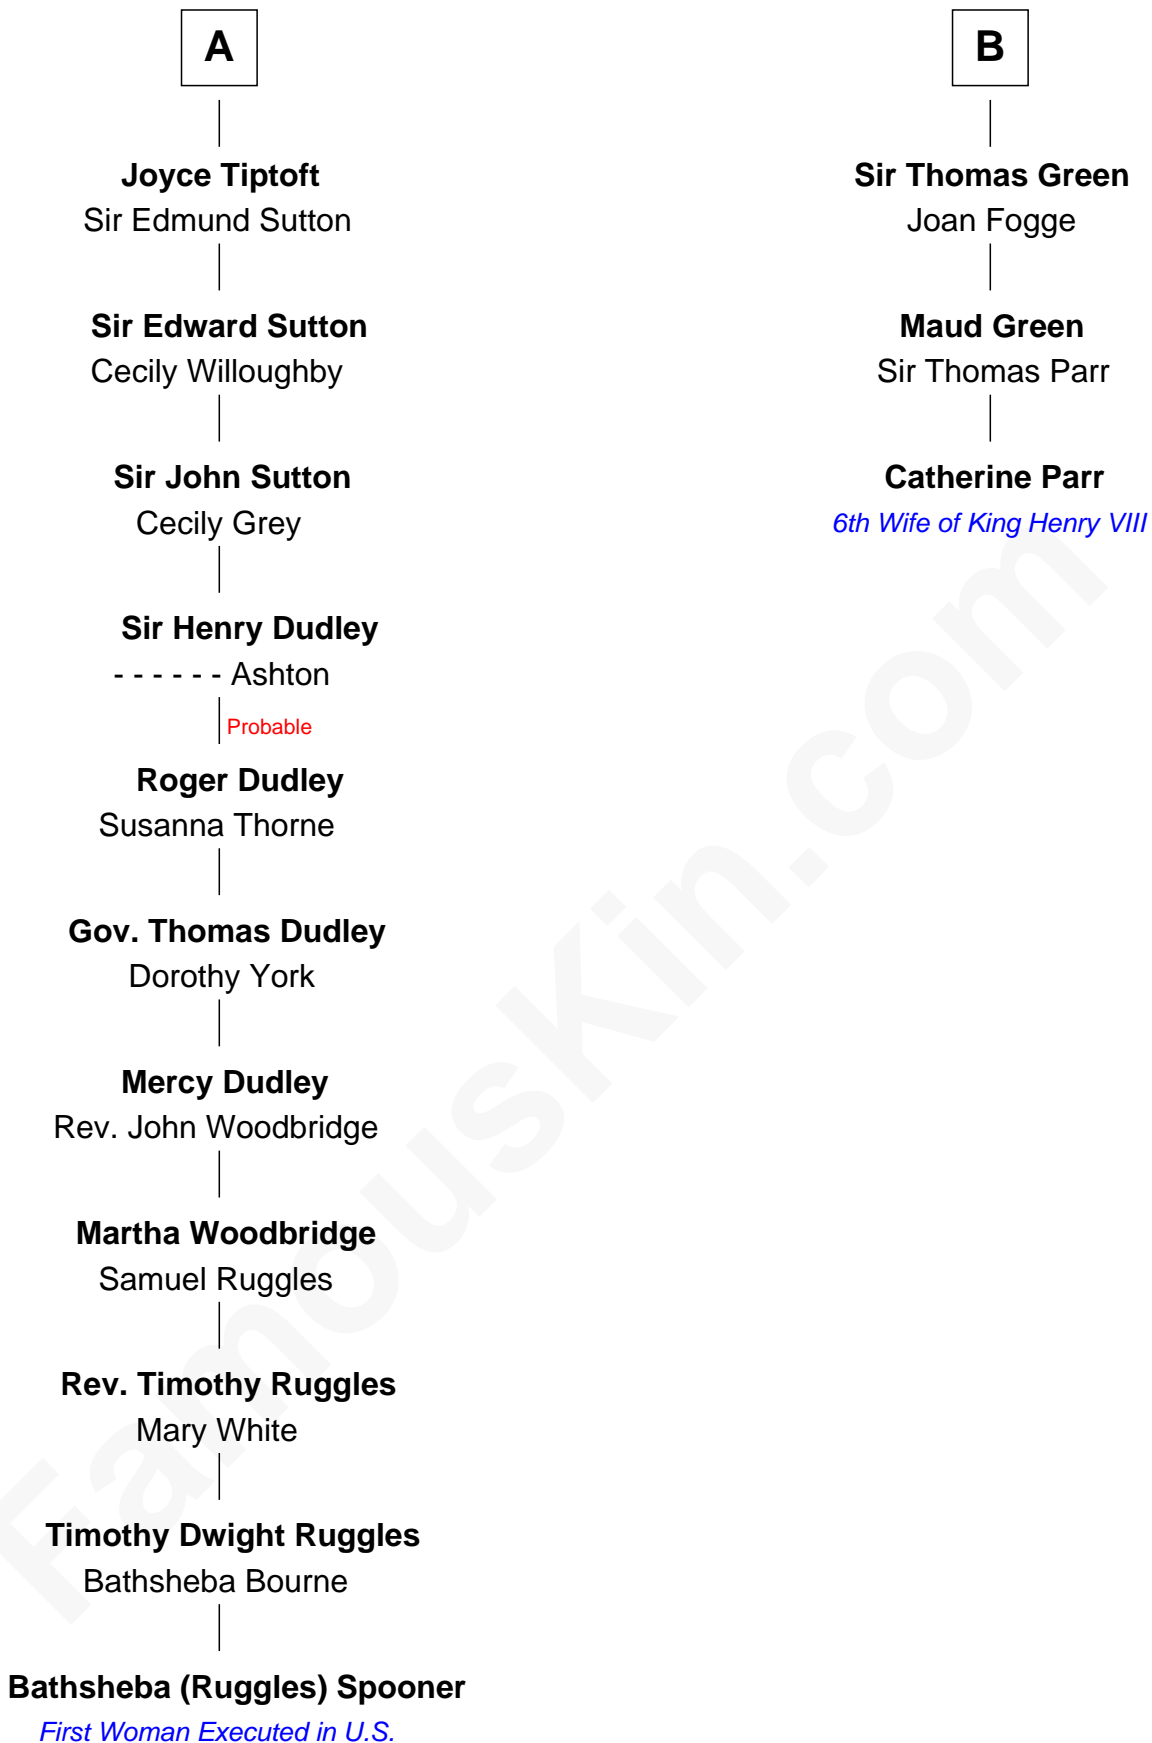 A
Joyce Tiptoft
Sir Edmund Sutton
Sir Edward Sutton
Cecily Willoughby
Sir John Sutton
Cecily Grey
Sir Henry Dudley
- - - - - - Ashton
Probable
Roger Dudley
Susanna Thorne
Gov. Thomas Dudley
Dorothy York
Mercy Dudley
Rev. John Woodbridge
Martha Woodbridge
Samuel Ruggles
Rev. Timothy Ruggles
Mary White
Timothy Dwight Ruggles
Bathsheba Bourne
Bathsheba (Ruggles) Spooner
First Woman Executed in U.S.
B
Sir Thomas Green
Joan Fogge
Maud Green
Sir Thomas Parr
Catherine Parr
6th Wife of King Henry VIII
FamousKin.com